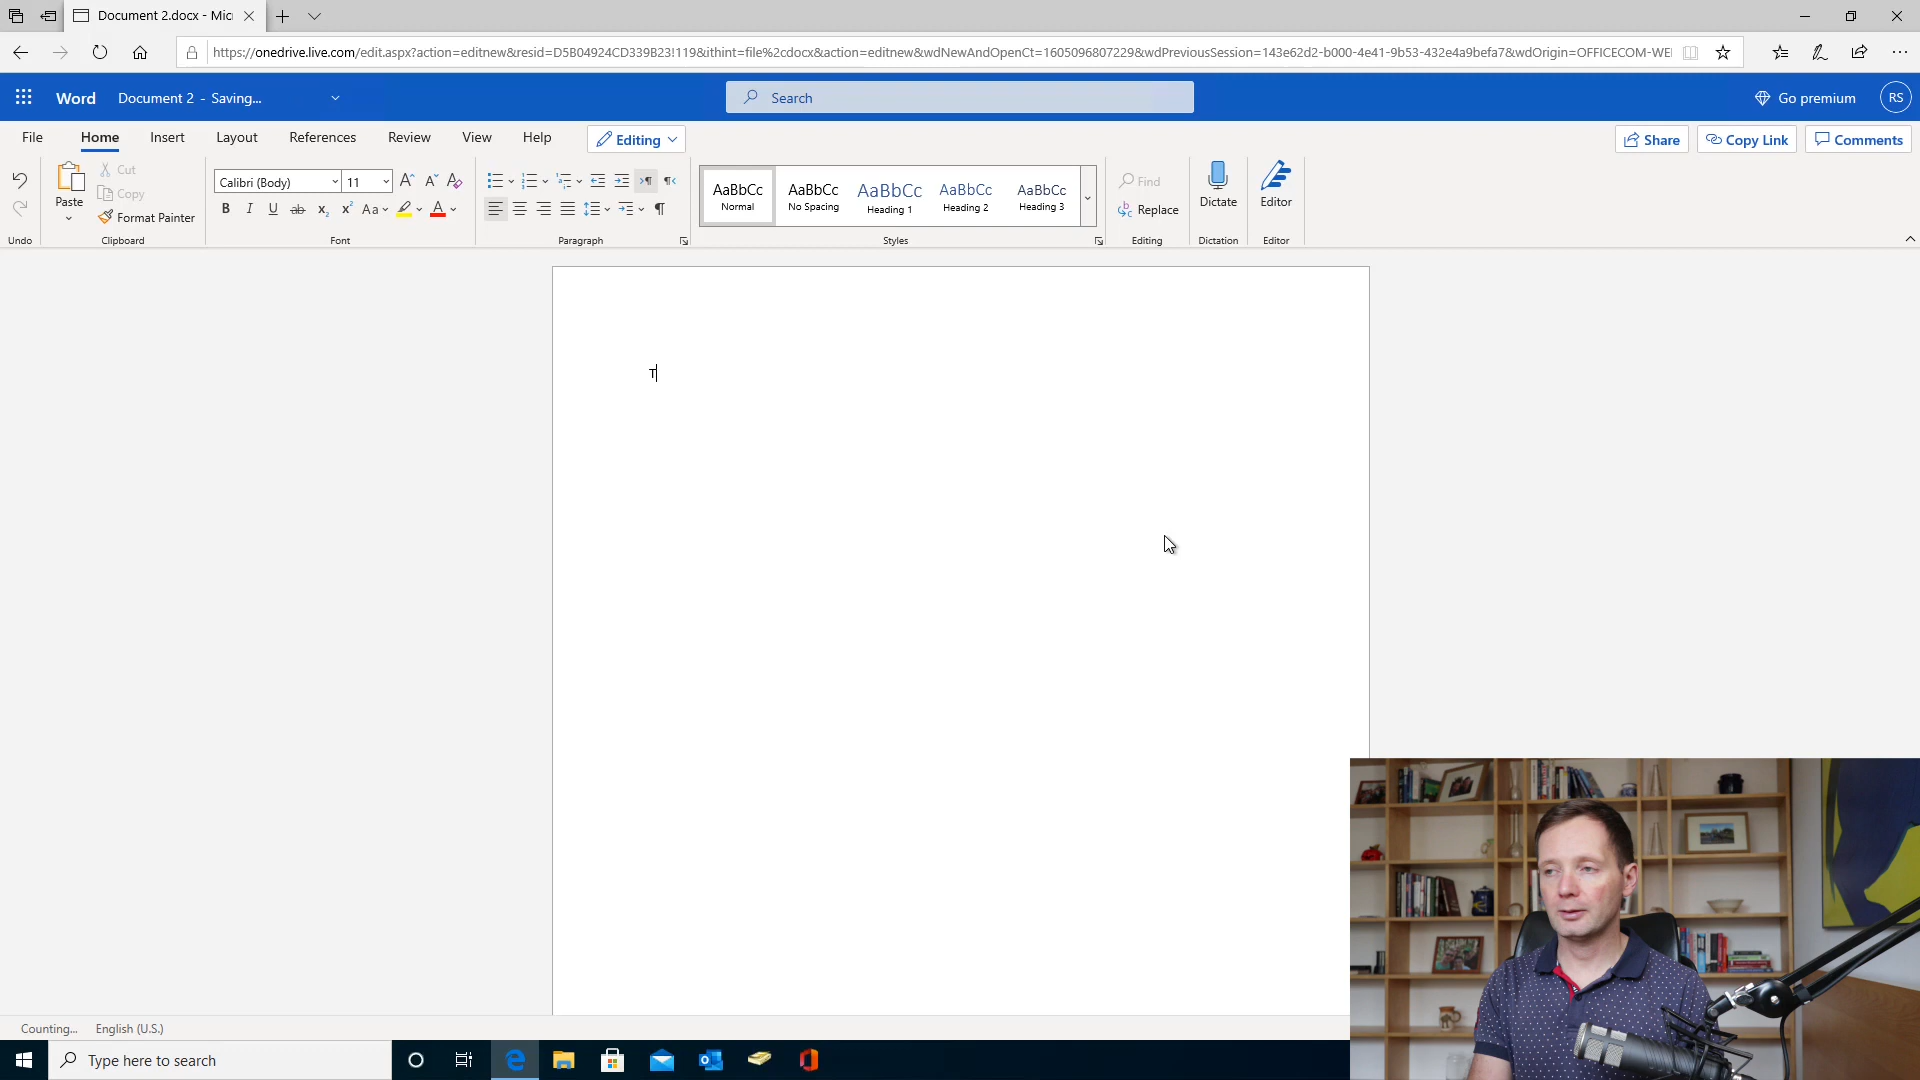 Document 2.docx - Mic
https://onedrive.live.com/edit.aspx?action=editnew&resid=D5B04924CD339B23!119&ithint=file%2cdocx&action=editnew&wdNewAndOpenCt=1605096807229&wdPreviousSession=143e62d2-b000-4e41-9b53-432e4a9befa7&wdOrigin=OFFICECOM-WEI
Word Document 2 - Saving... Search Go premium RS
File Home Insert Layout References Review View Help Editing Share Copy Link Comments
Cut
Copy
Paste
Format Painter
Undo
Clipboard
Calibri (Body) 11
Font
Paragraph
AaBbCc AaBbCc AaBbCc AaBbCc AaBbCc
Normal No Spacing Heading 1 Heading 2 Heading 3
Styles
Find
Replace
Editing
Dictate
Dictation
Editor
Editor
T
Counting... English (U.S.)
Type here to search